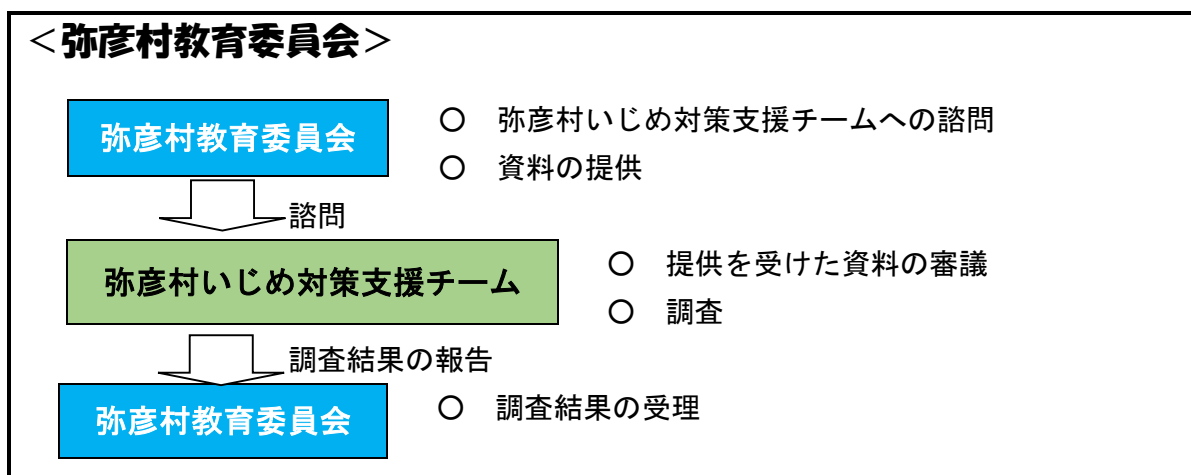 ＜弥彦村教育委員会＞
弥彦村教育委員会
〇　弥彦村いじめ対策支援チームへの諮問
〇　資料の提供
諮問
弥彦村いじめ対策支援チーム
〇　提供を受けた資料の審議
〇　調査
調査結果の報告
弥彦村教育委員会
〇　調査結果の受理